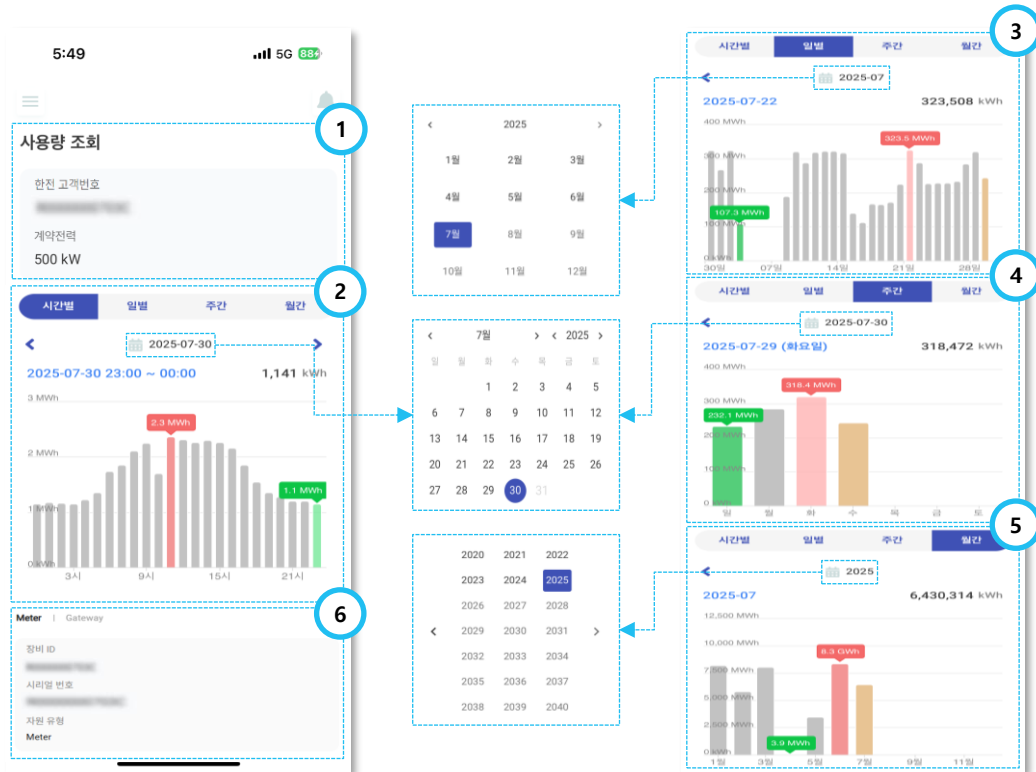 5:49
5G 88
1
사용량 조회
한전 고객번호
계약전력
500 kW
2
시간별 일별 주간 월간
2025-07-30
2025-07-30 23:00 ~ 00:00 1,141 kWh
3 MWh
2.3 MWh
2 MWh
1.1 MWh
1 MWh
0 kWh
3시 9시 15시 21시
6
Meter | Gateway
장비 ID
시리얼 번호
자원 유형
Meter
< 2025 >
1월 2월 3월
4월 5월 6월
7월 8월 9월
10월 11월 12월
< 7월 > < 2025 >
일 월 화 수 목 금 토
1 2 3 4 5
6 7 8 9 10 11 12
13 14 15 16 17 18 19
20 21 22 23 24 25 26
27 28 29 30 31
2020 2021 2022
2023 2024 2025
2026 2027 2028
< 2029 2030 2031 >
2032 2033 2034
2035 2036 2037
2038 2039 2040
3
시간별 일별 주간 월간
2025-07
2025-07-22 323,508 kWh
400 MWh
323.5 MWh
300 MWh
200 MWh
107.3 MWh
100 MWh
0 kWh
30일 07일 14일 21일 28일
4
시간별 일별 주간 월간
2025-07-30
2025-07-29 (화요일) 318,472 kWh
400 MWh
318.4 MWh
300 MWh
232.1 MWh
200 MWh
100 MWh
0 kWh
일 월 화 수 목 금 토
5
시간별 일별 주간 월간
2025
2025-07 6,430,314 kWh
12,500 MWh
10,000 MWh
8.3 GWh
7,500 MWh
5,000 MWh
2,500 MWh
3.9 MWh
0 kWh
1월 3월 5월 7월 9월 11월